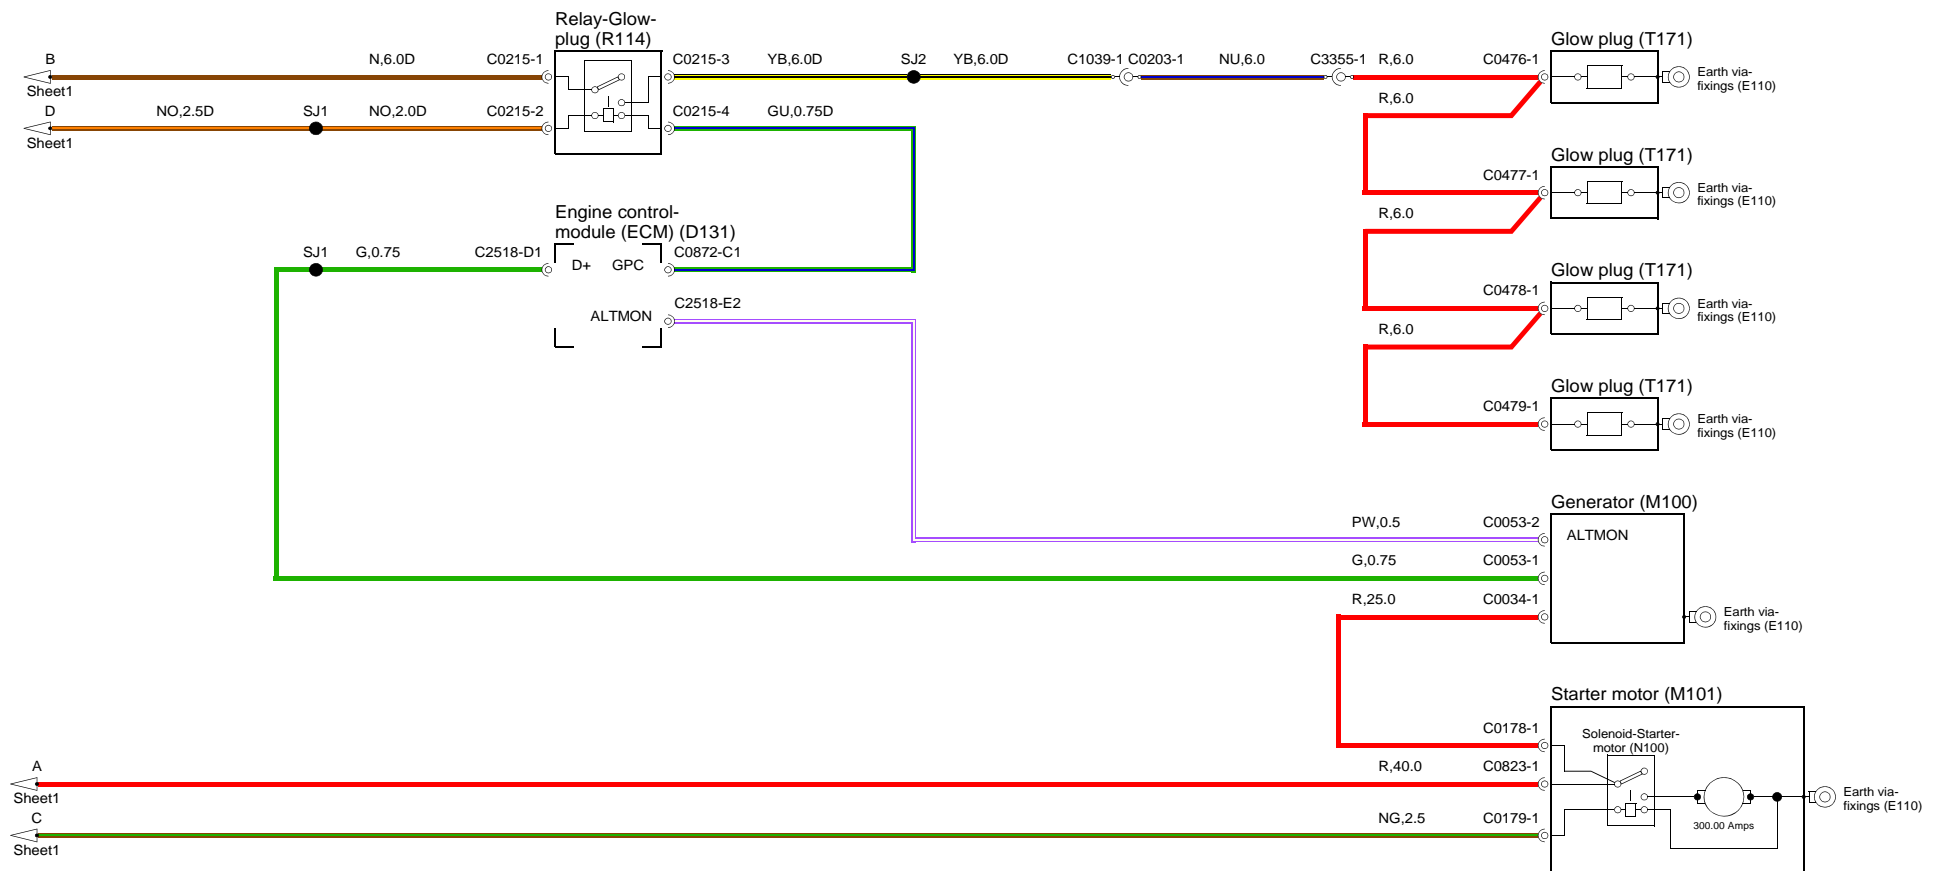 Relay-Glow-
plug (R114)
B
N,6.0D
C0215-1
C0215-3
YB,6.0D
SJ2
YB,6.0D
C1039-1
C0203-1
NU,6.0
C3355-1
R,6.0
C0476-1
Glow plug (T171)
Earth via-
fixings (E110)
Sheet1
D
NO,2.5D
SJ1
NO,2.0D
C0215-2
C0215-4
GU,0.75D
R,6.0
Sheet1
Glow plug (T171)
C0477-1
Earth via-
fixings (E110)
R,6.0
Engine control-
module (ECM) (D131)
SJ1
G,0.75
C2518-D1
D+
GPC
C0872-C1
ALTMON
C2518-E2
Glow plug (T171)
C0478-1
Earth via-
fixings (E110)
R,6.0
Glow plug (T171)
C0479-1
Earth via-
fixings (E110)
Generator (M100)
PW,0.5
C0053-2
ALTMON
G,0.75
C0053-1
R,25.0
C0034-1
Earth via-
fixings (E110)
Starter motor (M101)
C0178-1
Solenoid-Starter-
motor (N100)
A
R,40.0
C0823-1
Sheet1
Earth via-
fixings (E110)
C
NG,2.5
C0179-1
300.00 Amps
Sheet1